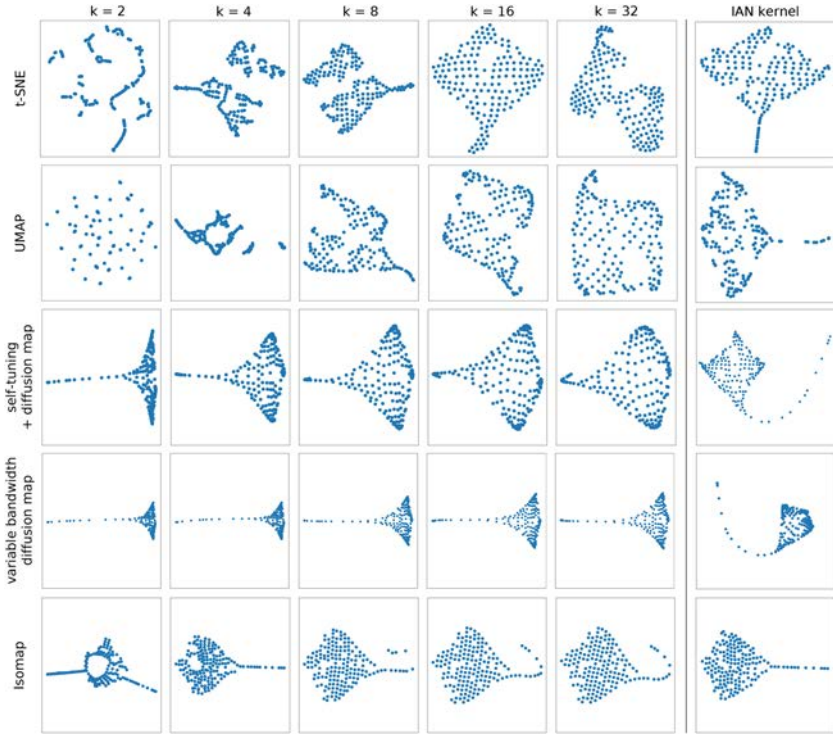 k = 2 k = 4 k = 8 k = 16 k = 32 IAN kernel
t-SNE
UMAP
self-tuning
+ diffusion map
variable bandwidth
diffusion map
Isomap